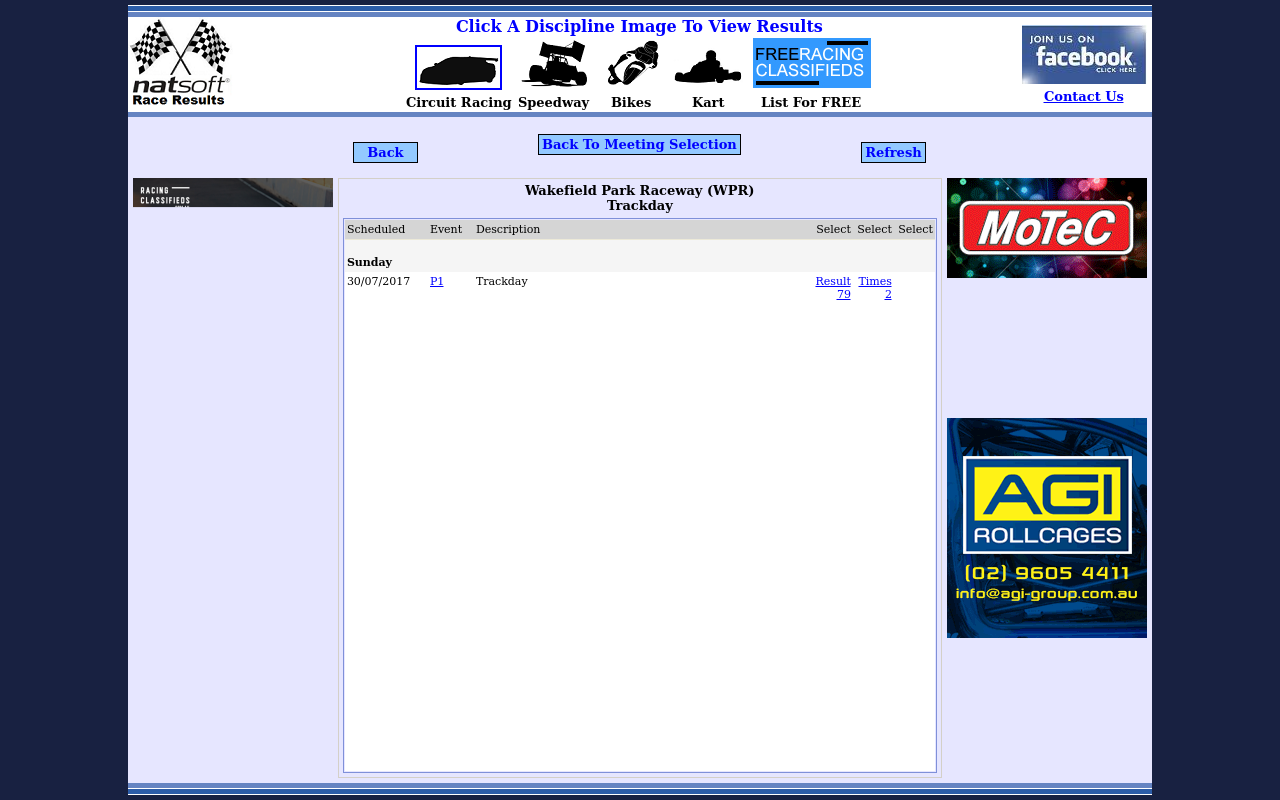 Click A Discipline Image To View Results
natsoft
Race Results
Circuit Racing
Speedway
Bikes
Kart
FREERACING
CLASSIFIEDS
List For FREE
JOIN US ON
facebook
CLICK HERE
Contact Us
Back
Back To Meeting Selection
Refresh
RACING
CLASSIFIEDS
Wakefield Park Raceway (WPR)
Trackday
Scheduled Event Description Select Select Select
Sunday
30/07/2017 P1 Trackday Result Times
79 2
MoTeC
AGI
ROLLCAGES
(02) 9605 4411
info@agi-group.com.au